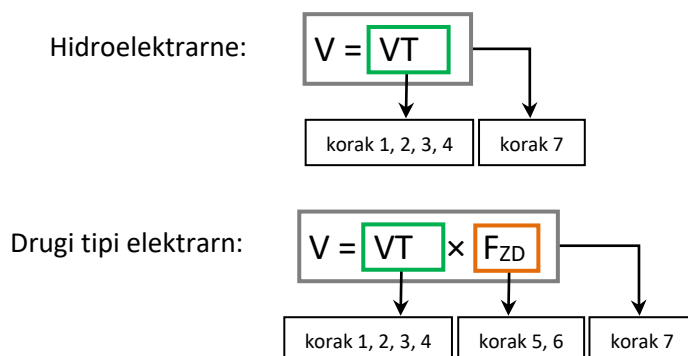 Hidroelektrarne: V = VT
korak 1, 2, 3, 4 korak 7
Drugi tipi elektrarn: V = VT × FZD
korak 1, 2, 3, 4 korak 5, 6 korak 7